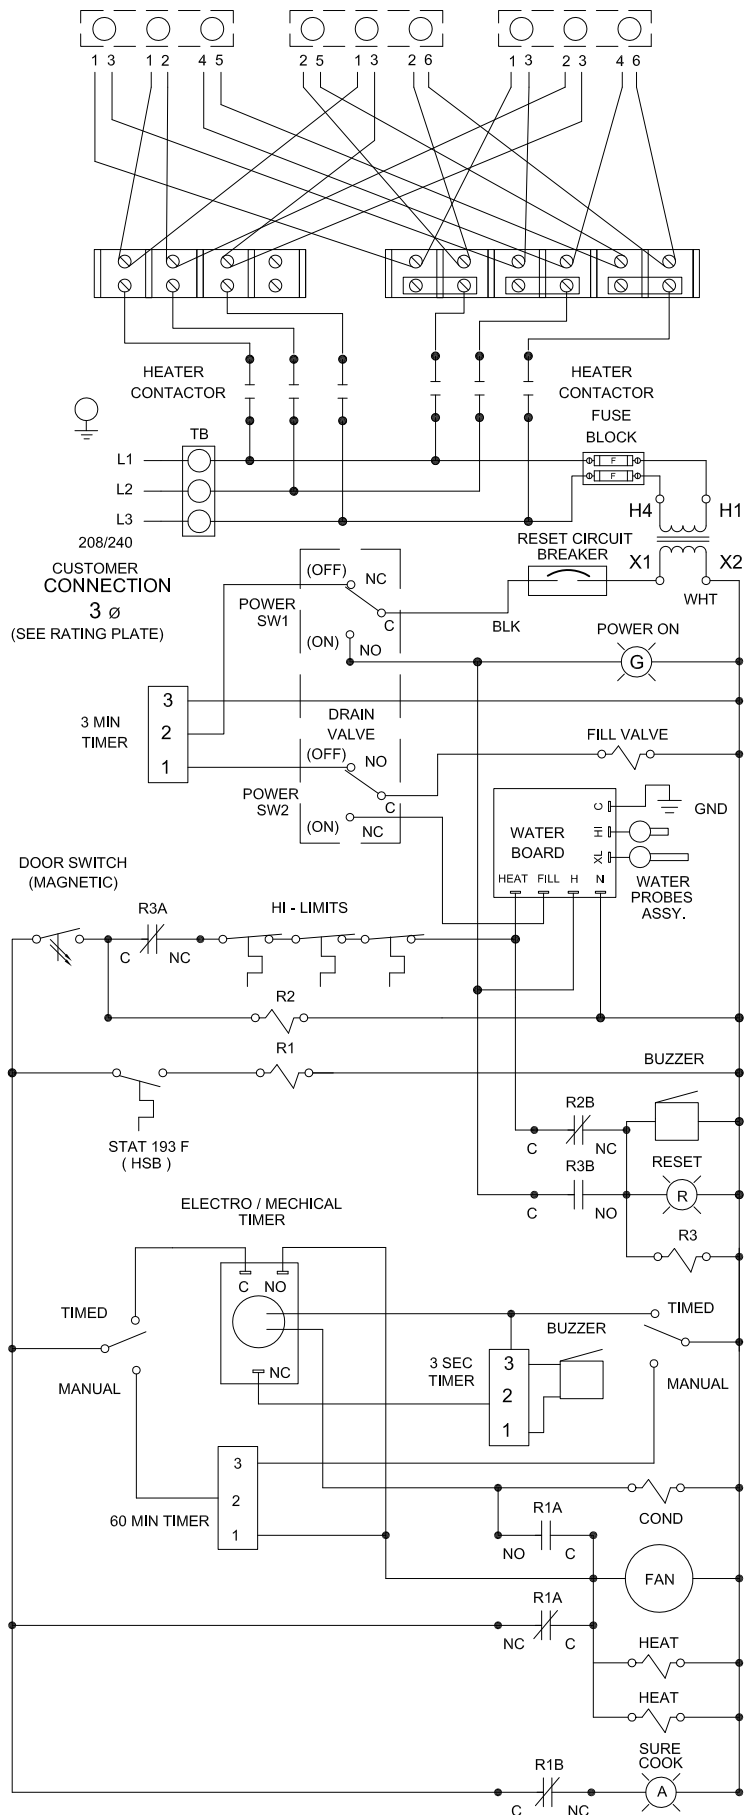 1 3 1 2 4 5 2 5 1 3 2 6 1 3 2 3 4 6
HEATER
CONTACTOR
HEATER
CONTACTOR
FUSE
BLOCK
TB
L1
F
L2
F
L3
H4 H1
208/240
CUSTOMER
CONNECTION
3 ø
(SEE RATING PLATE)
RESET CIRCUIT
BREAKER
X1 X2
WHT
BLK
(OFF) NC
POWER
SW1
C
(ON) NO
POWER ON
G
3 MIN
TIMER
3
2
1
DRAIN
VALVE
FILL VALVE
(OFF) NO
POWER
SW2
C
(ON) NC
WATER
BOARD
C
HI
XL
GND
HEAT FILL H N
WATER
PROBES
ASSY.
DOOR SWITCH
(MAGNETIC)
R3A
C NC
HI - LIMITS
R2
R1
STAT 193 F
( HSB )
BUZZER
R2B
C NC
R3B
C NO
RESET
R
R3
ELECTRO / MECHICAL
TIMER
C NO
NC
TIMED
MANUAL
3 SEC
TIMER
3
2
1
BUZZER
TIMED
MANUAL
60 MIN TIMER
3
2
1
COND
R1A
NO C
FAN
R1A
NC C
HEAT
HEAT
SURE
COOK
R1B
C NC
A